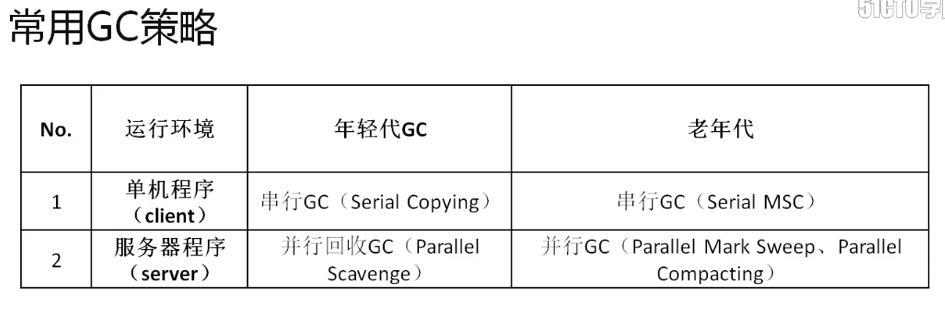 51CTO学
常用GC策略
No. 运行环境 年轻代GC 老年代
1 单机程序（client） 串行GC（Serial Copying） 串行GC（Serial MSC）
2 服务器程序（server） 并行回收GC（Parallel Scavenge） 并行GC（Parallel Mark Sweep、Parallel Compacting）